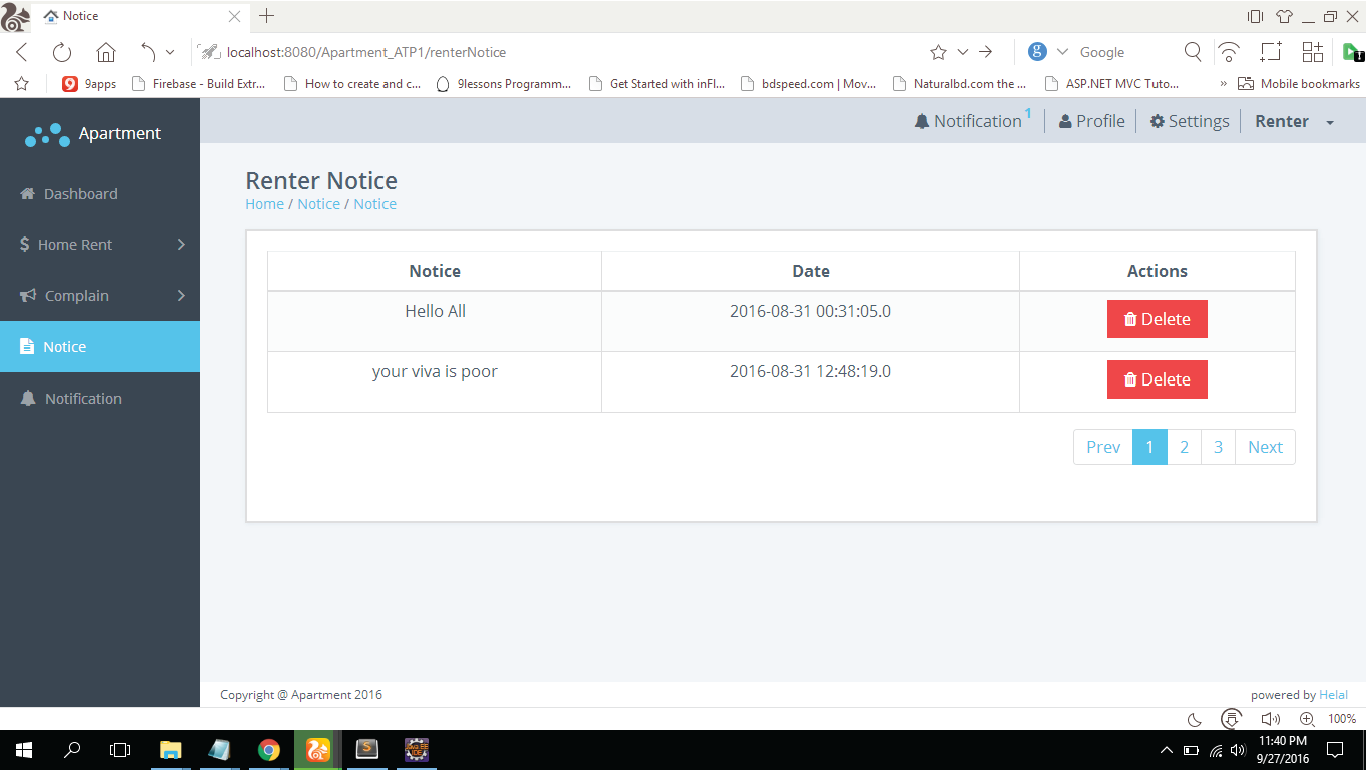 Notice
localhost:8080/Apartment_ATP1/renterNotice
Google
9apps
Firebase - Build Extr...
How to create and c...
9lessons Programm...
Get Started with inFl...
bdspeed.com | Mov...
Naturalbd.com the ...
ASP.NET MVC Tuto...
»
Mobile bookmarks
Apartment
Notification 1
Profile
Settings
Renter
Dashboard
Home Rent
Complain
Notice
Notification
Renter Notice
Home / Notice / Notice
Notice Date Actions
Hello All 2016-08-31 00:31:05.0 Delete
your viva is poor 2016-08-31 12:48:19.0 Delete
Prev 1 2 3 Next
Copyright @ Apartment 2016
powered by Helal
100%
11:40 PM
9/27/2016